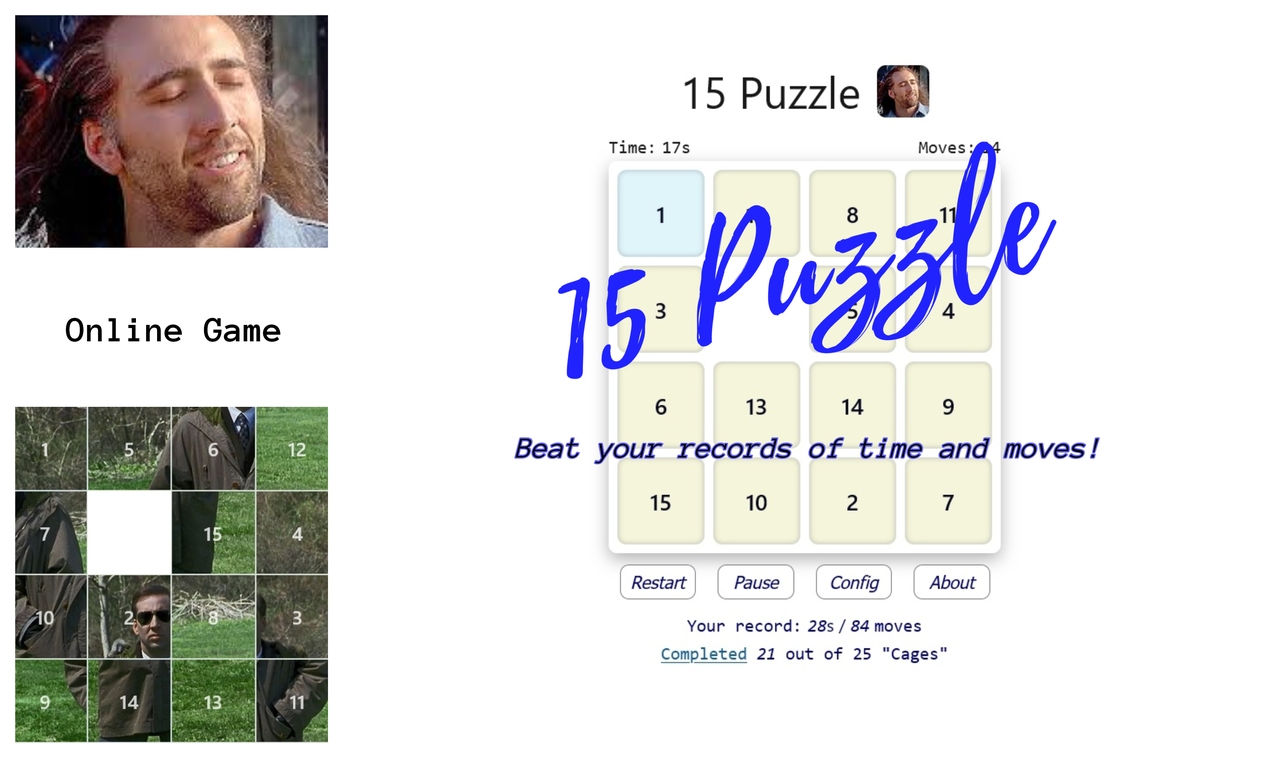 15 Puzzle
Time: 17s
Moves: 4
1 8 11
3 5 4
6 13 14 9
15 10 2 7
15 Puzzle
Beat your records of time and moves!
Restart Pause Config About
Your record: 28s / 84 moves
Completed 21 out of 25 "Cages"
Online Game
1 5 6 12
7 15 4
10 2 8 3
9 14 13 11